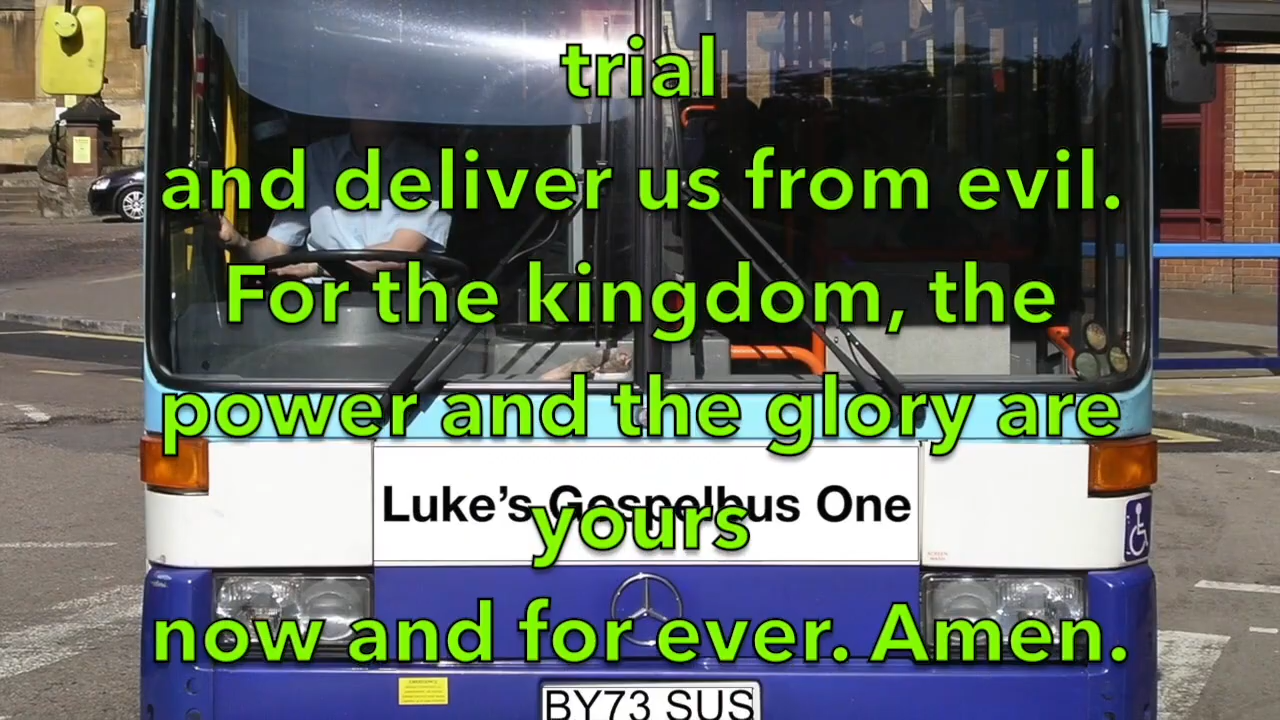 trial
and deliver us from evil.
For the kingdom, the
power and the glory are
Luke's Gospelbus One
yours
now and for ever. Amen.
BY73 SUS